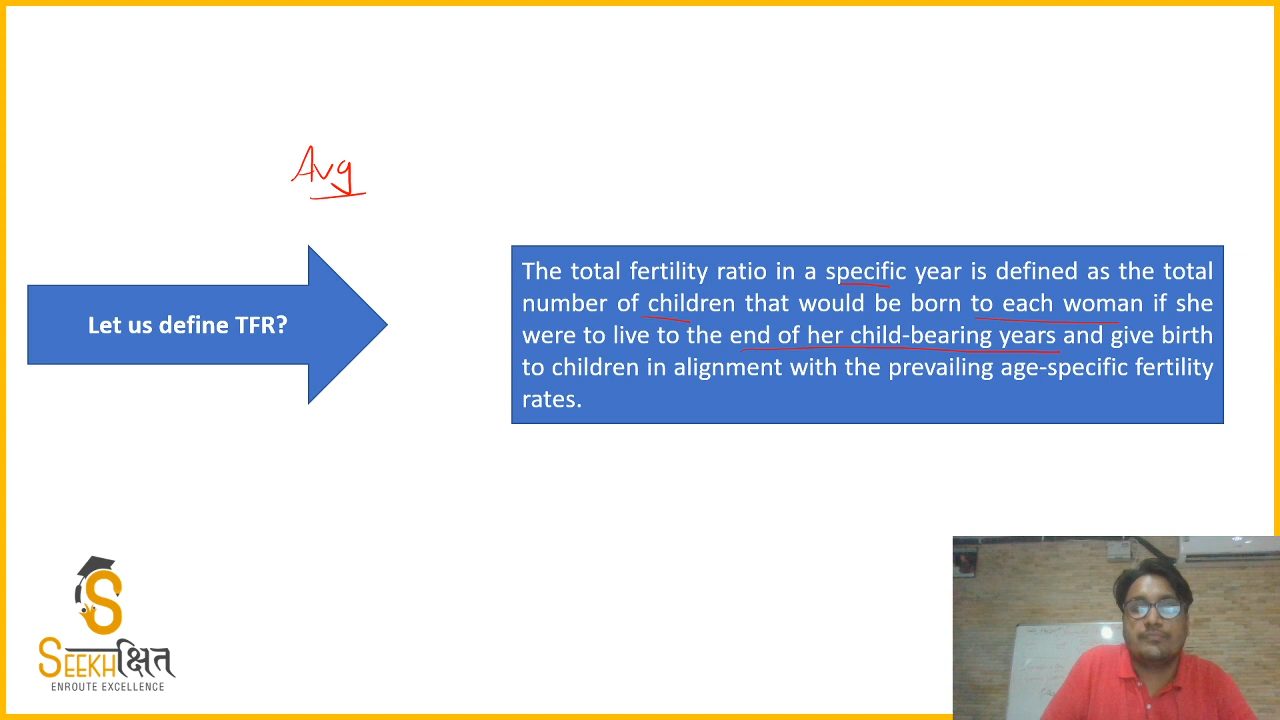 Avg
Let us define TFR?
The total fertility ratio in a specific year is defined as the total
number of children that would be born to each woman if she
were to live to the end of her child-bearing years and give birth
to children in alignment with the prevailing age-specific fertility
rates.
S
SEEKHक्षित
ENROUTE EXCELLENCE